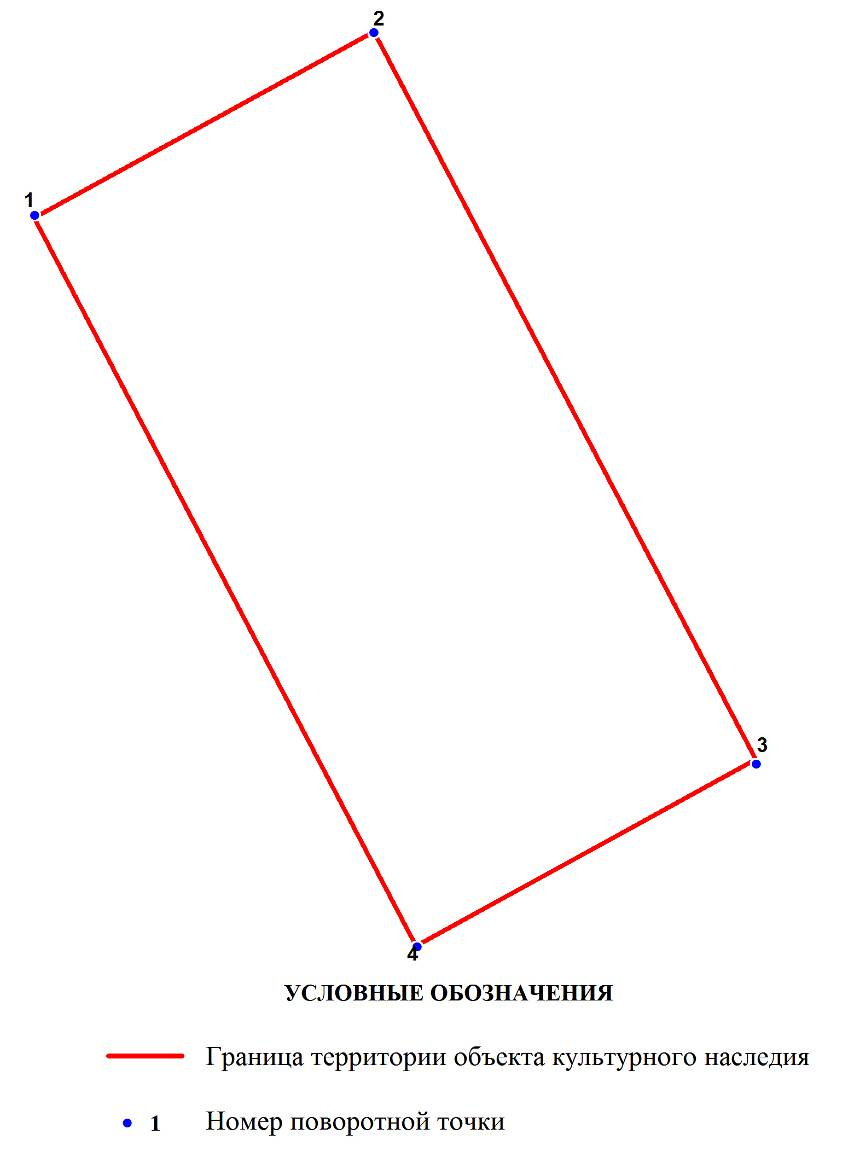 2
1
3
4
УСЛОВНЫЕ ОБОЗНАЧЕНИЯ
Граница территории объекта культурного наследия
1 Номер поворотной точки